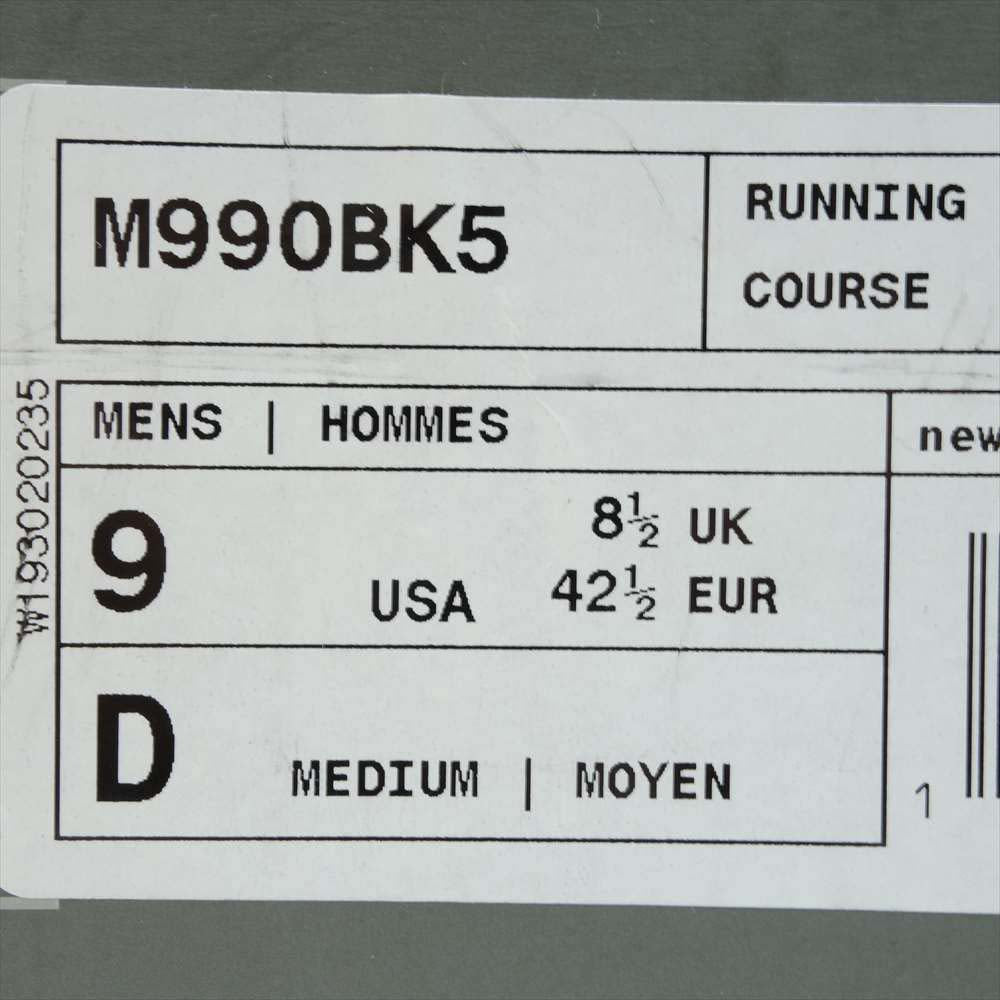 M990BK5
RUNNING
COURSE
W193020235
MENS | HOMMES
new
9 USA 8½ UK
42½ EUR
D MEDIUM | MOYEN
1